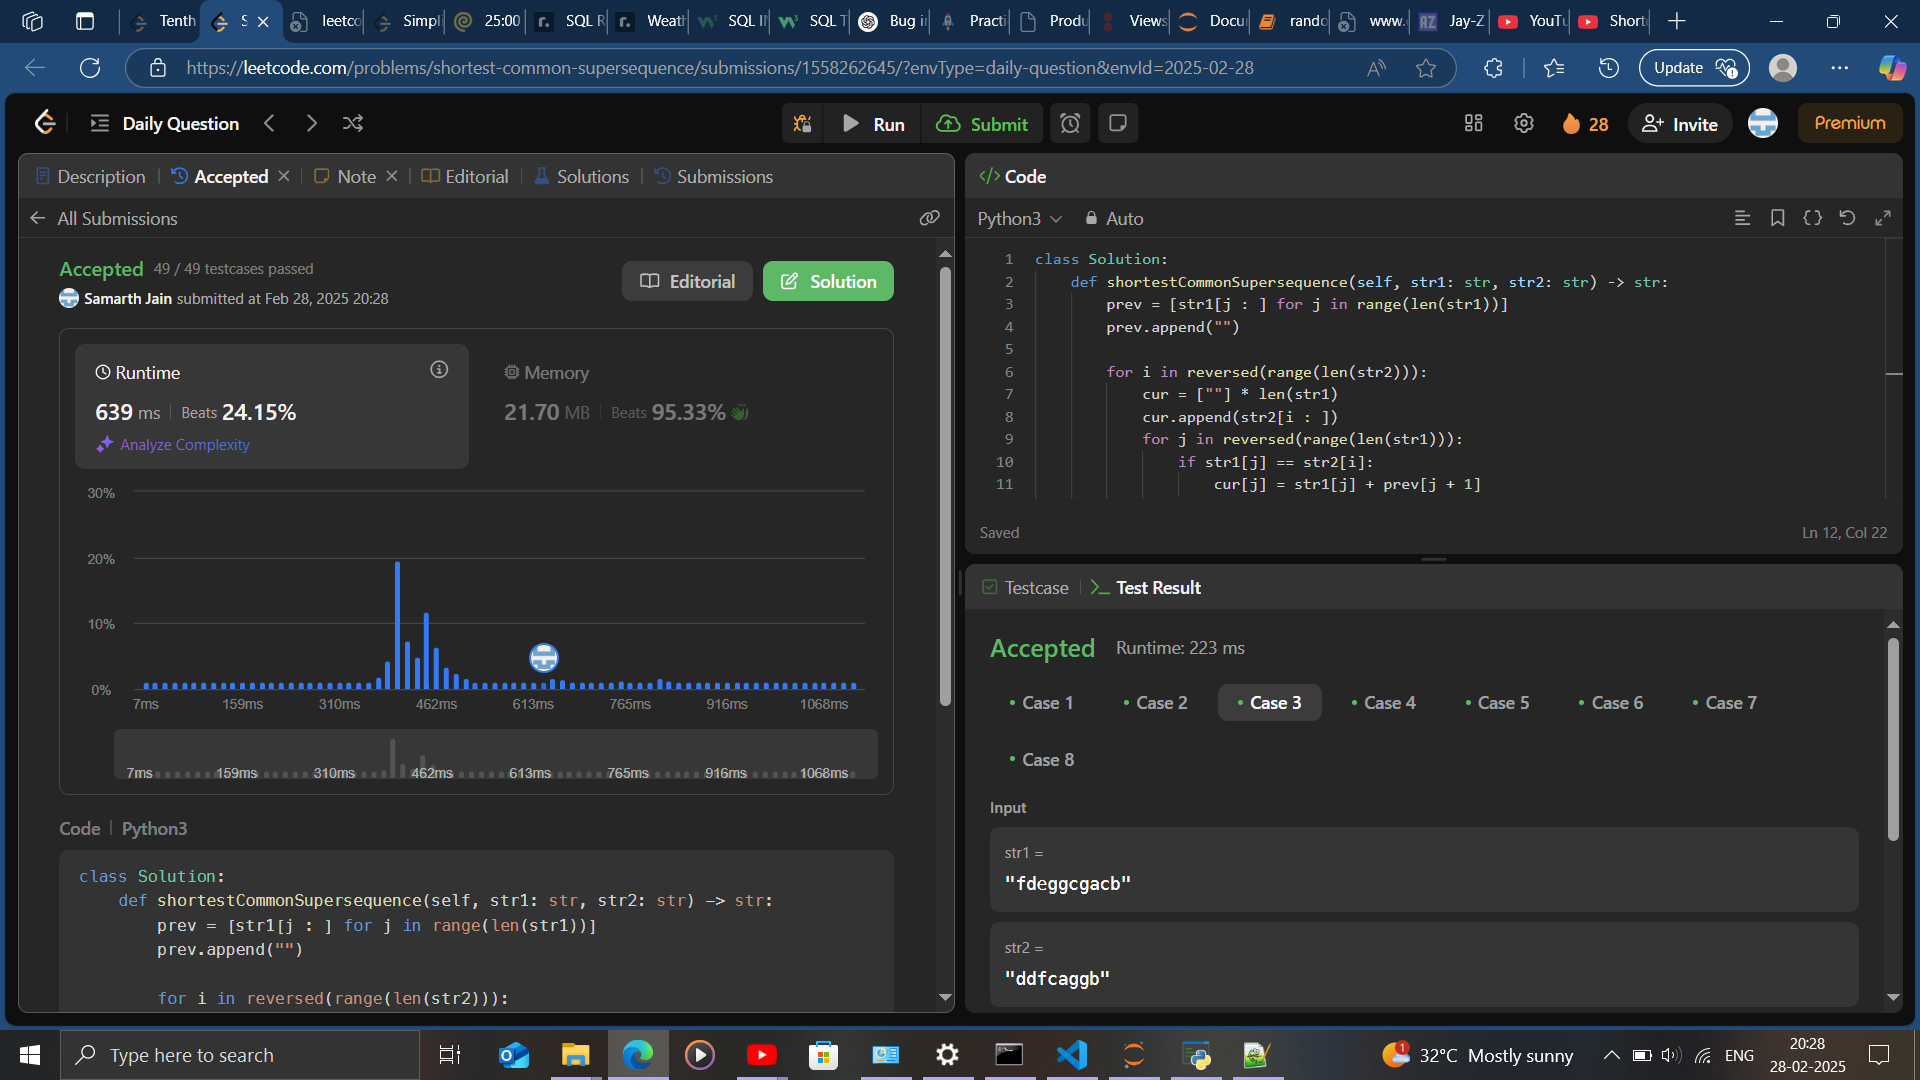 Tenth
S
leetco
Simpli
25:00
SQL R
Weath
SQL I
SQL T
Bug i
Practi
Produ
Views
Docu
rando
www.
Jay-Z
YouTu
Short
https://leetcode.com/problems/shortest-common-supersequence/submissions/1558262645/?envType=daily-question&envId=2025-02-28
Update
Daily Question
Run
Submit
28
Invite
Premium
Description
Accepted
Note
Editorial
Solutions
Submissions
All Submissions
Accepted 49 / 49 testcases passed
Samarth Jain submitted at Feb 28, 2025 20:28
Editorial
Solution
Runtime
639 ms Beats 24.15%
Analyze Complexity
Memory
21.70 MB Beats 95.33%
30%
20%
10%
0%
7ms 159ms 310ms 462ms 613ms 765ms 916ms 1068ms
7ms 159ms 310ms 462ms 613ms 765ms 916ms 1068ms
Code | Python3
class Solution:
    def shortestCommonSupersequence(self, str1: str, str2: str) -> str:
        prev = [str1[j : ] for j in range(len(str1))]
        prev.append("")
        for i in reversed(range(len(str2))):
</> Code
Python3
Auto
1 class Solution:
2     def shortestCommonSupersequence(self, str1: str, str2: str) -> str:
3         prev = [str1[j : ] for j in range(len(str1))]
4         prev.append("")
5
6         for i in reversed(range(len(str2))):
7             cur = [""] * len(str1)
8             cur.append(str2[i : ])
9             for j in reversed(range(len(str1))):
10                 if str1[j] == str2[i]:
11                     cur[j] = str1[j] + prev[j + 1]
Saved
Ln 12, Col 22
Testcase
Test Result
Accepted Runtime: 223 ms
Case 1
Case 2
Case 3
Case 4
Case 5
Case 6
Case 7
Case 8
Input
str1 =
"fdeggcgacb"
str2 =
"ddfcaggb"
Type here to search
1
32°C Mostly sunny
ENG
20:28
28-02-2025